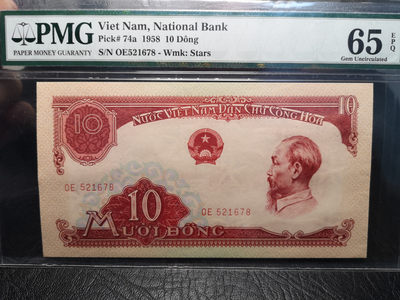 PMG
PAPER MONEY GUARANTY
Viet Nam, National Bank
Pick# 74a 1958 10 Dông
S/N OE521678 - Wmk: Stars
65 EPQ
Gem Uncirculated
10
10
NƯỚC VIỆT NAM DÂN CHỦ CỘNG HÒA
OE 521678
10
OE 521678
MƯỜI ĐỒNG